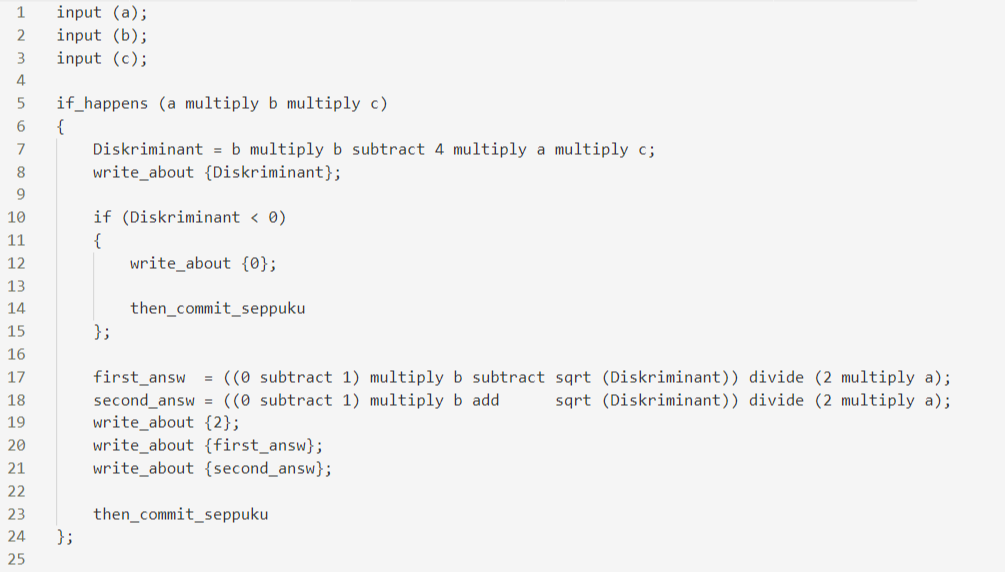 1 input (a);
2 input (b);
3 input (c);
4
5 if_happens (a multiply b multiply c)
6 {
7 Diskriminant = b multiply b subtract 4 multiply a multiply c;
8 write_about {Diskriminant};
9
10 if (Diskriminant < 0)
11 {
12 write_about {0};
13
14 then_commit_seppuku
15 };
16
17 first_answ  = ((0 subtract 1) multiply b subtract sqrt (Diskriminant)) divide (2 multiply a);
18 second_answ = ((0 subtract 1) multiply b add      sqrt (Diskriminant)) divide (2 multiply a);
19 write_about {2};
20 write_about {first_answ};
21 write_about {second_answ};
22
23 then_commit_seppuku
24 };
25